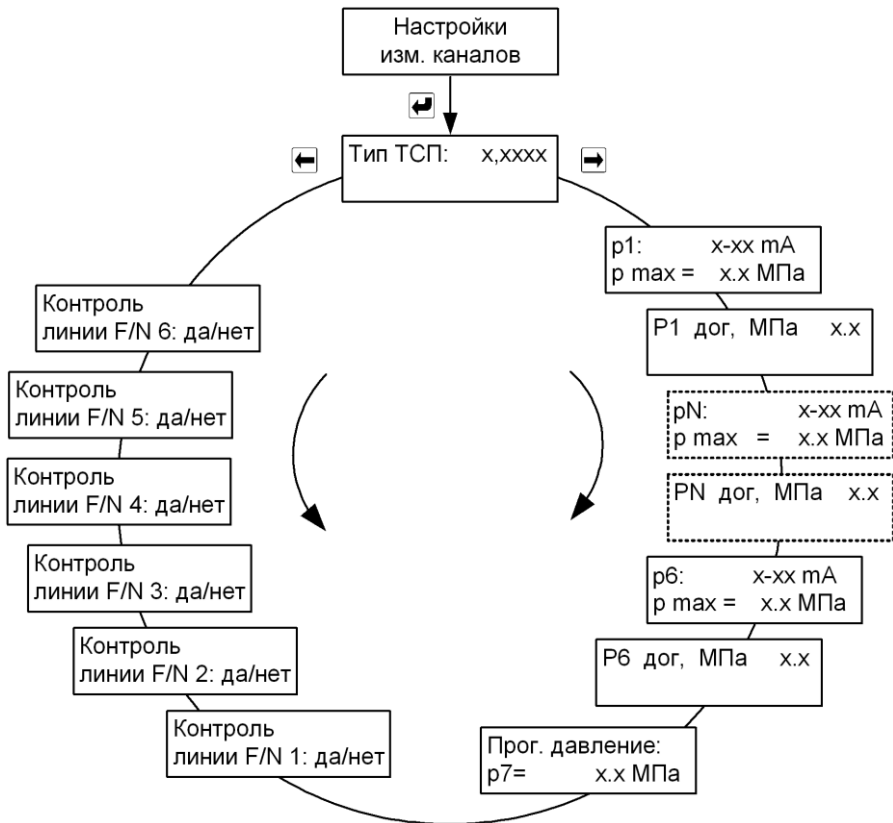 Настройки
изм. каналов
Тип ТСП: x,xxxx
p1: x-xx mA
p max = x.x МПа
P1 дог, МПа x.x
pN: x-xx mA
p max = x.x МПа
PN дог, МПа x.x
p6: x-xx mA
p max = x.x МПа
P6 дог, МПа x.x
Прог. давление:
p7= x.x МПа
Контроль
линии F/N 6: да/нет
Контроль
линии F/N 5: да/нет
Контроль
линии F/N 4: да/нет
Контроль
линии F/N 3: да/нет
Контроль
линии F/N 2: да/нет
Контроль
линии F/N 1: да/нет